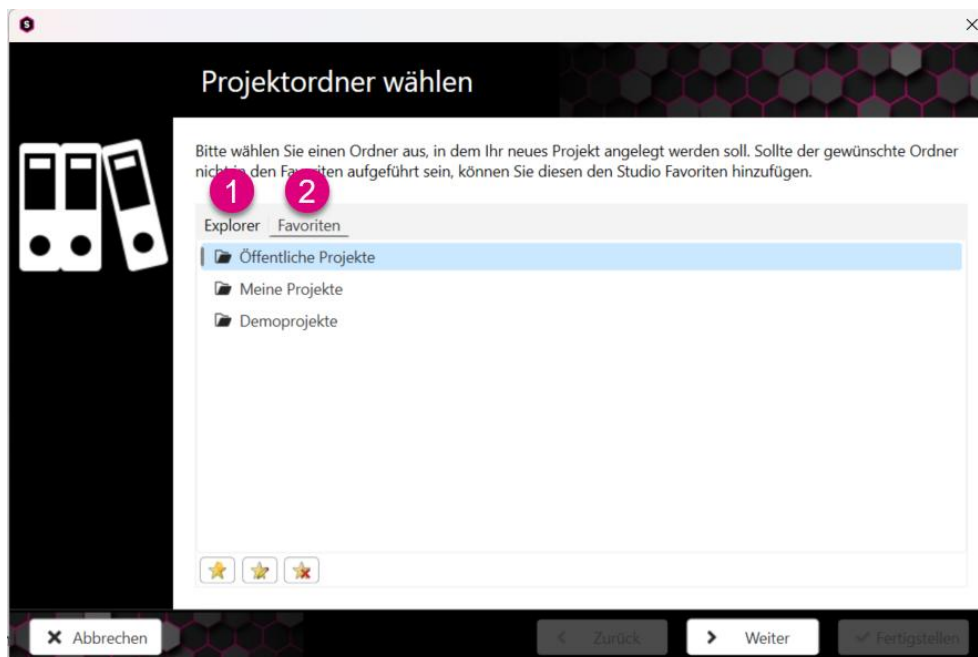 S
Projektordner wählen
Bitte wählen Sie einen Ordner aus, in dem Ihr neues Projekt angelegt werden soll. Sollte der gewünschte Ordner
nicht in den Favoriten aufgeführt sein, können Sie diesen den Studio Favoriten hinzufügen.
1 2
Explorer Favoriten
Öffentliche Projekte
Meine Projekte
Demoprojekte
Abbrechen Zurück Weiter Fertigstellen